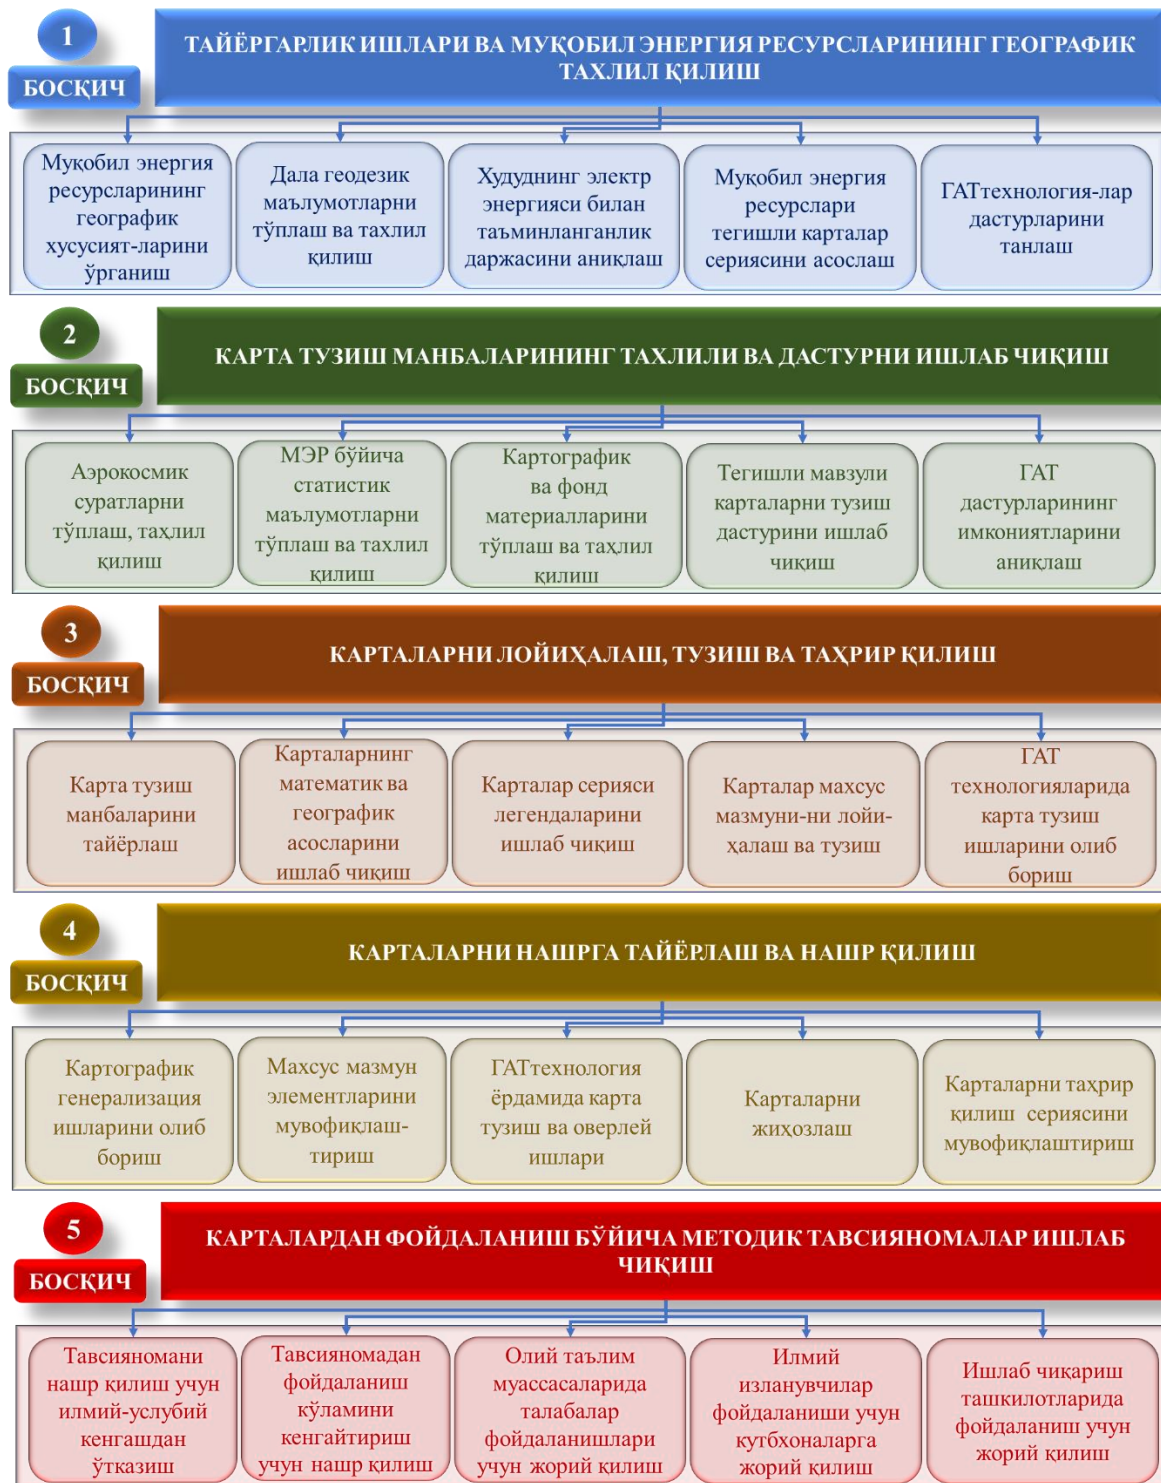 1
БОСҚИЧ
ТАЙЁРГАРЛИК ИШЛАРИ ВА МУҚОБИЛ ЭНЕРГИЯ РЕСУРСЛАРИНИНГ ГЕОГРАФИК
ТАХЛИЛ ҚИЛИШ
Муқобил энергия
ресурсларининг
географик
хусусият-ларини
ўрганиш
Дала геодезик
маълумотларни
тўплаш ва тахлил
қилиш
Худуднинг электр
энергияси билан
таъминланганлик
даржасини аниқлаш
Муқобил энергия
ресурслари
тегишли карталар
сериясини асослаш
ГАТтехнология-лар
дастурларини
танлаш
2
БОСҚИЧ
КАРТА ТУЗИШ МАНБАЛАРИНИНГ ТАХЛИЛИ ВА ДАСТУРНИ ИШЛАБ ЧИҚИШ
Аэрокосмик
суратларни
тўплаш, таҳлил
қилиш
МЭР бўйича
статистик
маълумотларни
тўплаш ва тахлил
қилиш
Картографик
ва фонд
материалларини
тўплаш ва таҳлил
қилиш
Тегишли мавзули
карталарни тузиш
дастурини ишлаб
чиқиш
ГАТ
дастурларининг
имкониятларини
аниқлаш
3
БОСҚИЧ
КАРТАЛАРНИ ЛОЙИҲАЛАШ, ТУЗИШ ВА ТАҲРИР ҚИЛИШ
Карта тузиш
манбаларини
тайёрлаш
Карталарнинг
математик ва
географик
асосларини
ишлаб чиқиш
Карталар серияси
легендаларини
ишлаб чиқиш
Карталар махсус
мазмуни-ни лойи-
ҳалаш ва тузиш
ГАТ
технологияларида
карта тузиш
ишларини олиб
бориш
4
БОСҚИЧ
КАРТАЛАРНИ НАШРГА ТАЙЁРЛАШ ВА НАШР ҚИЛИШ
Картографик
генерализация
ишларини олиб
бориш
Махсус мазмун
элементларини
мувофиқлаш-
тириш
ГАТтехнология
ёрдамида карта
тузиш ва оверлей
ишлари
Карталарни
жиҳозлаш
Карталарни таҳрир
қилиш сериясини
мувофиқлаштириш
5
БОСҚИЧ
КАРТАЛАРДАН ФОЙДАЛАНИШ БЎЙИЧА МЕТОДИК ТАВСИЯНОМАЛАР ИШЛАБ
ЧИҚИШ
Тавсияномани
нашр қилиш учун
илмий-услубий
кенгашдан
ўтказиш
Тавсияномадан
фойдаланиш
кўламини
кенгайтириш
учун нашр қилиш
Олий таълим
муассасаларида
талабалар
фойдаланишлари
учун жорий қилиш
Илмий
изланувчилар
фойдаланиши учун
кутбхоналарга
жорий қилиш
Ишлаб чиқариш
ташкилотларида
фойдаланиш учун
жорий қилиш